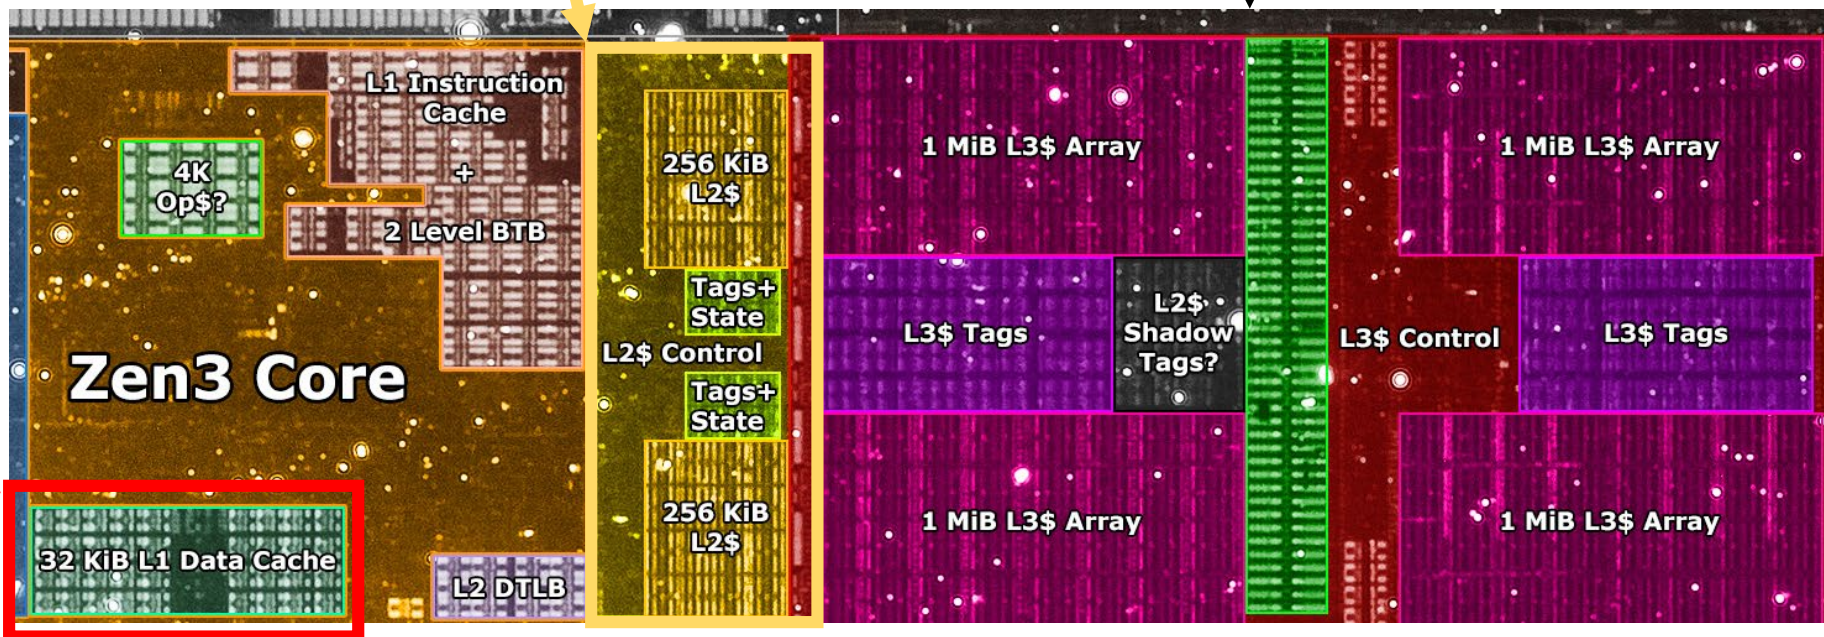 L1 Instruction
Cache
+
2 Level BTB
4K
Op$?
Zen3 Core
32 KiB L1 Data Cache
L2 DTLB
256 KiB
L2$
Tags+
State
L2$ Control
Tags+
State
256 KiB
L2$
1 MiB L3$ Array
L3$ Tags
L2$
Shadow
Tags?
1 MiB L3$ Array
L3$ Control
1 MiB L3$ Array
L3$ Tags
1 MiB L3$ Array